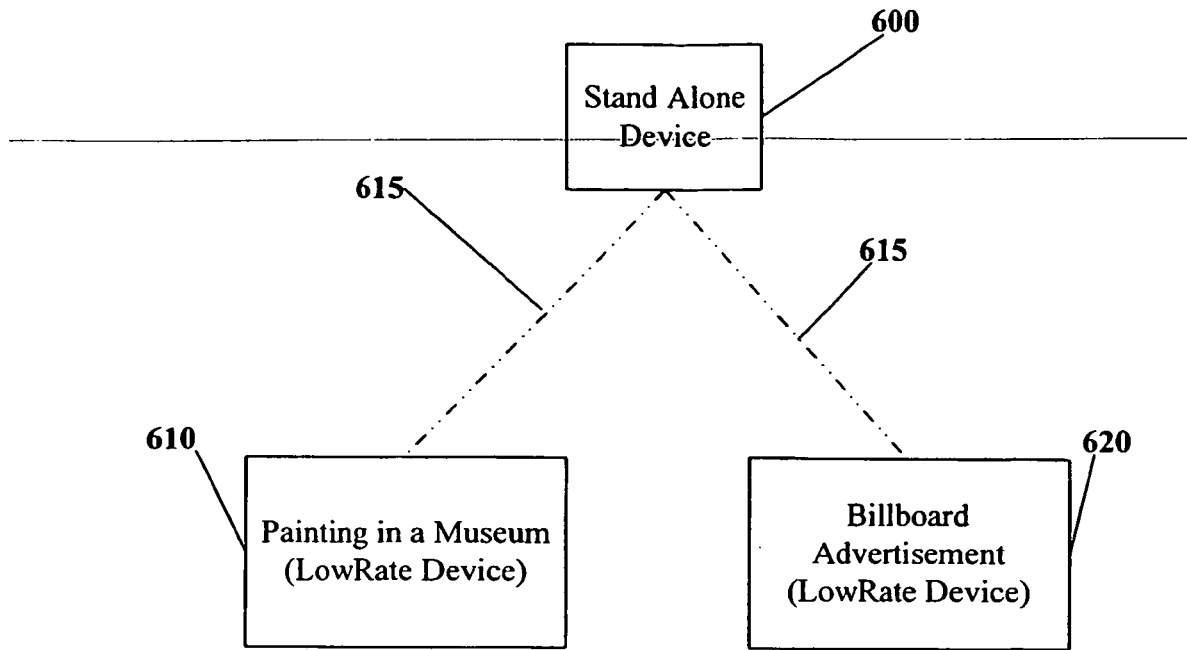 600
Stand Alone
Device
615
615
610
620
Painting in a Museum
(LowRate Device)
Billboard
Advertisement
(LowRate Device)